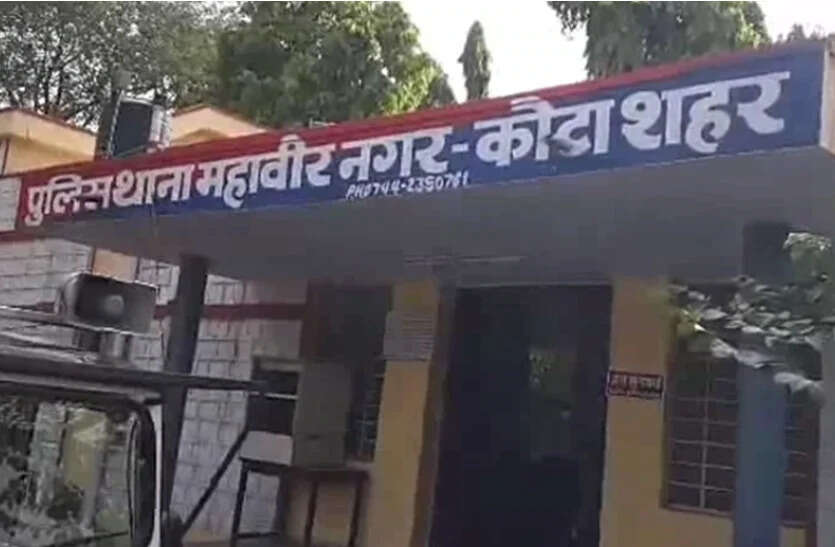 पुलिस थाना महावीर नगर - कोटा शहर
PH0744-2350761